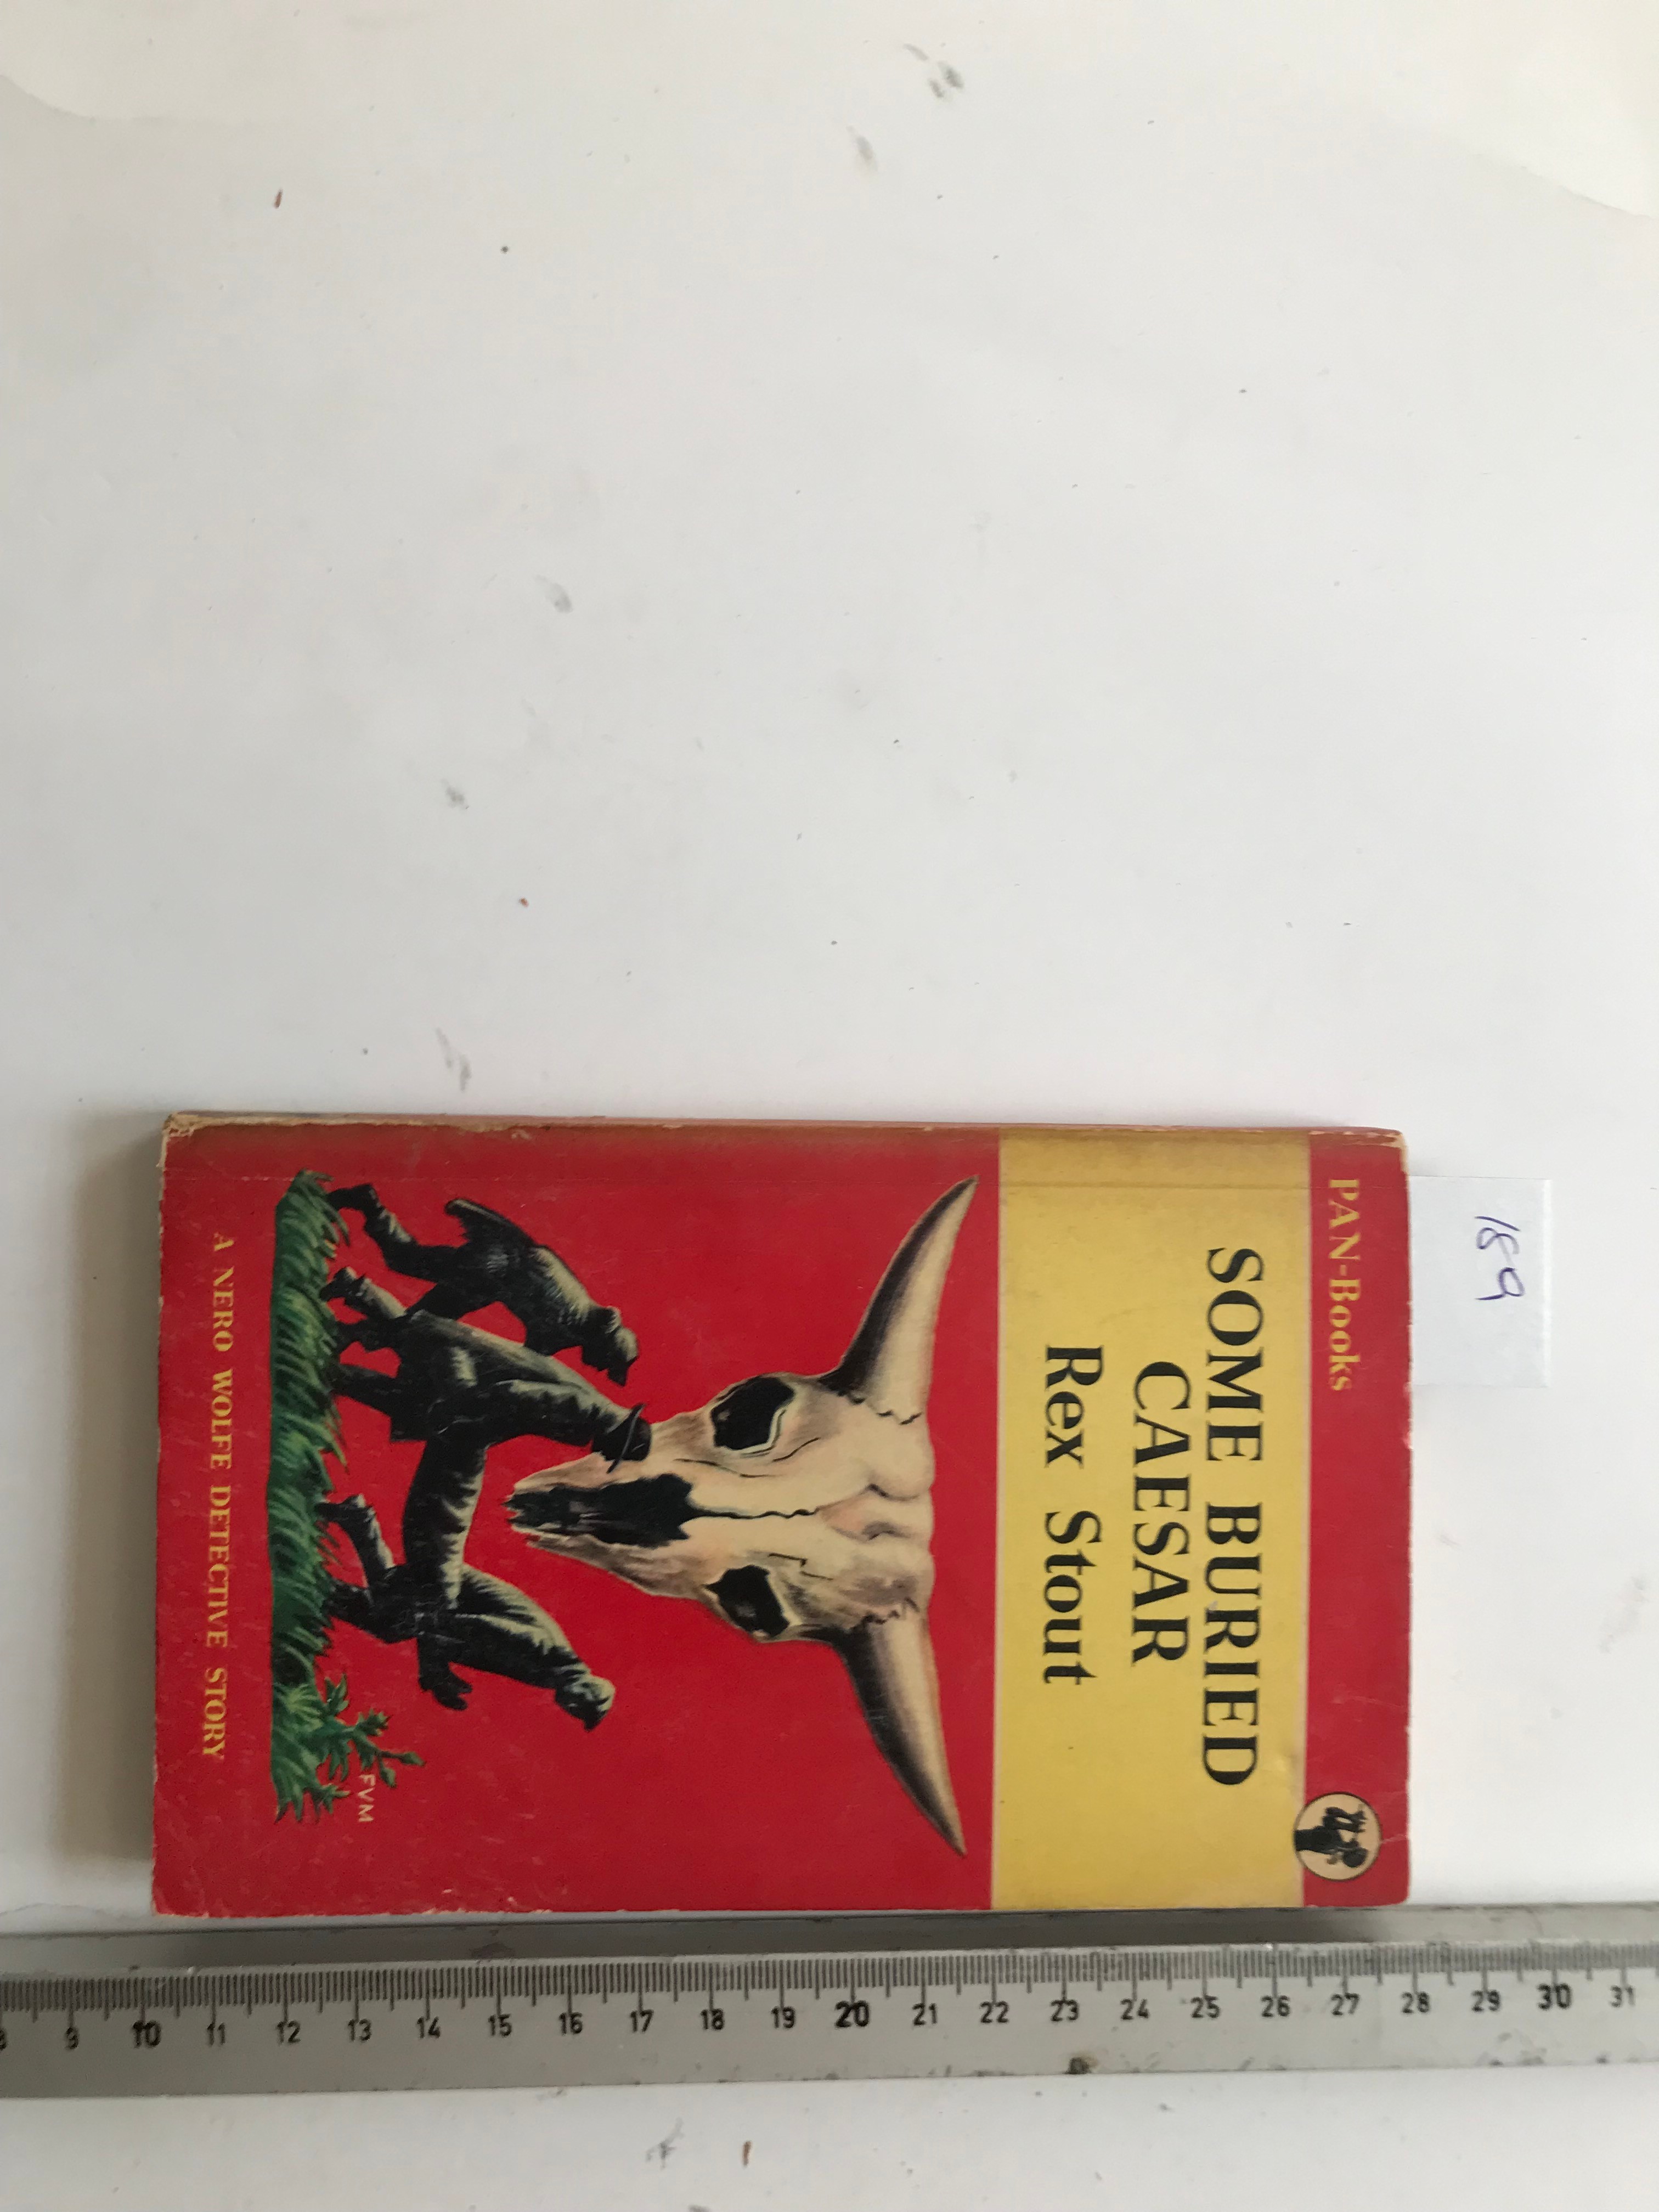 189
PAN-Books
SOME BURIED
CAESAR
Rex Stout
FVM
A NERO WOLFE DETECTIVE STORY
8 9 10 11 12 13 14 15 16 17 18 19 20 21 22 23 24 25 26 27 28 29 30 31